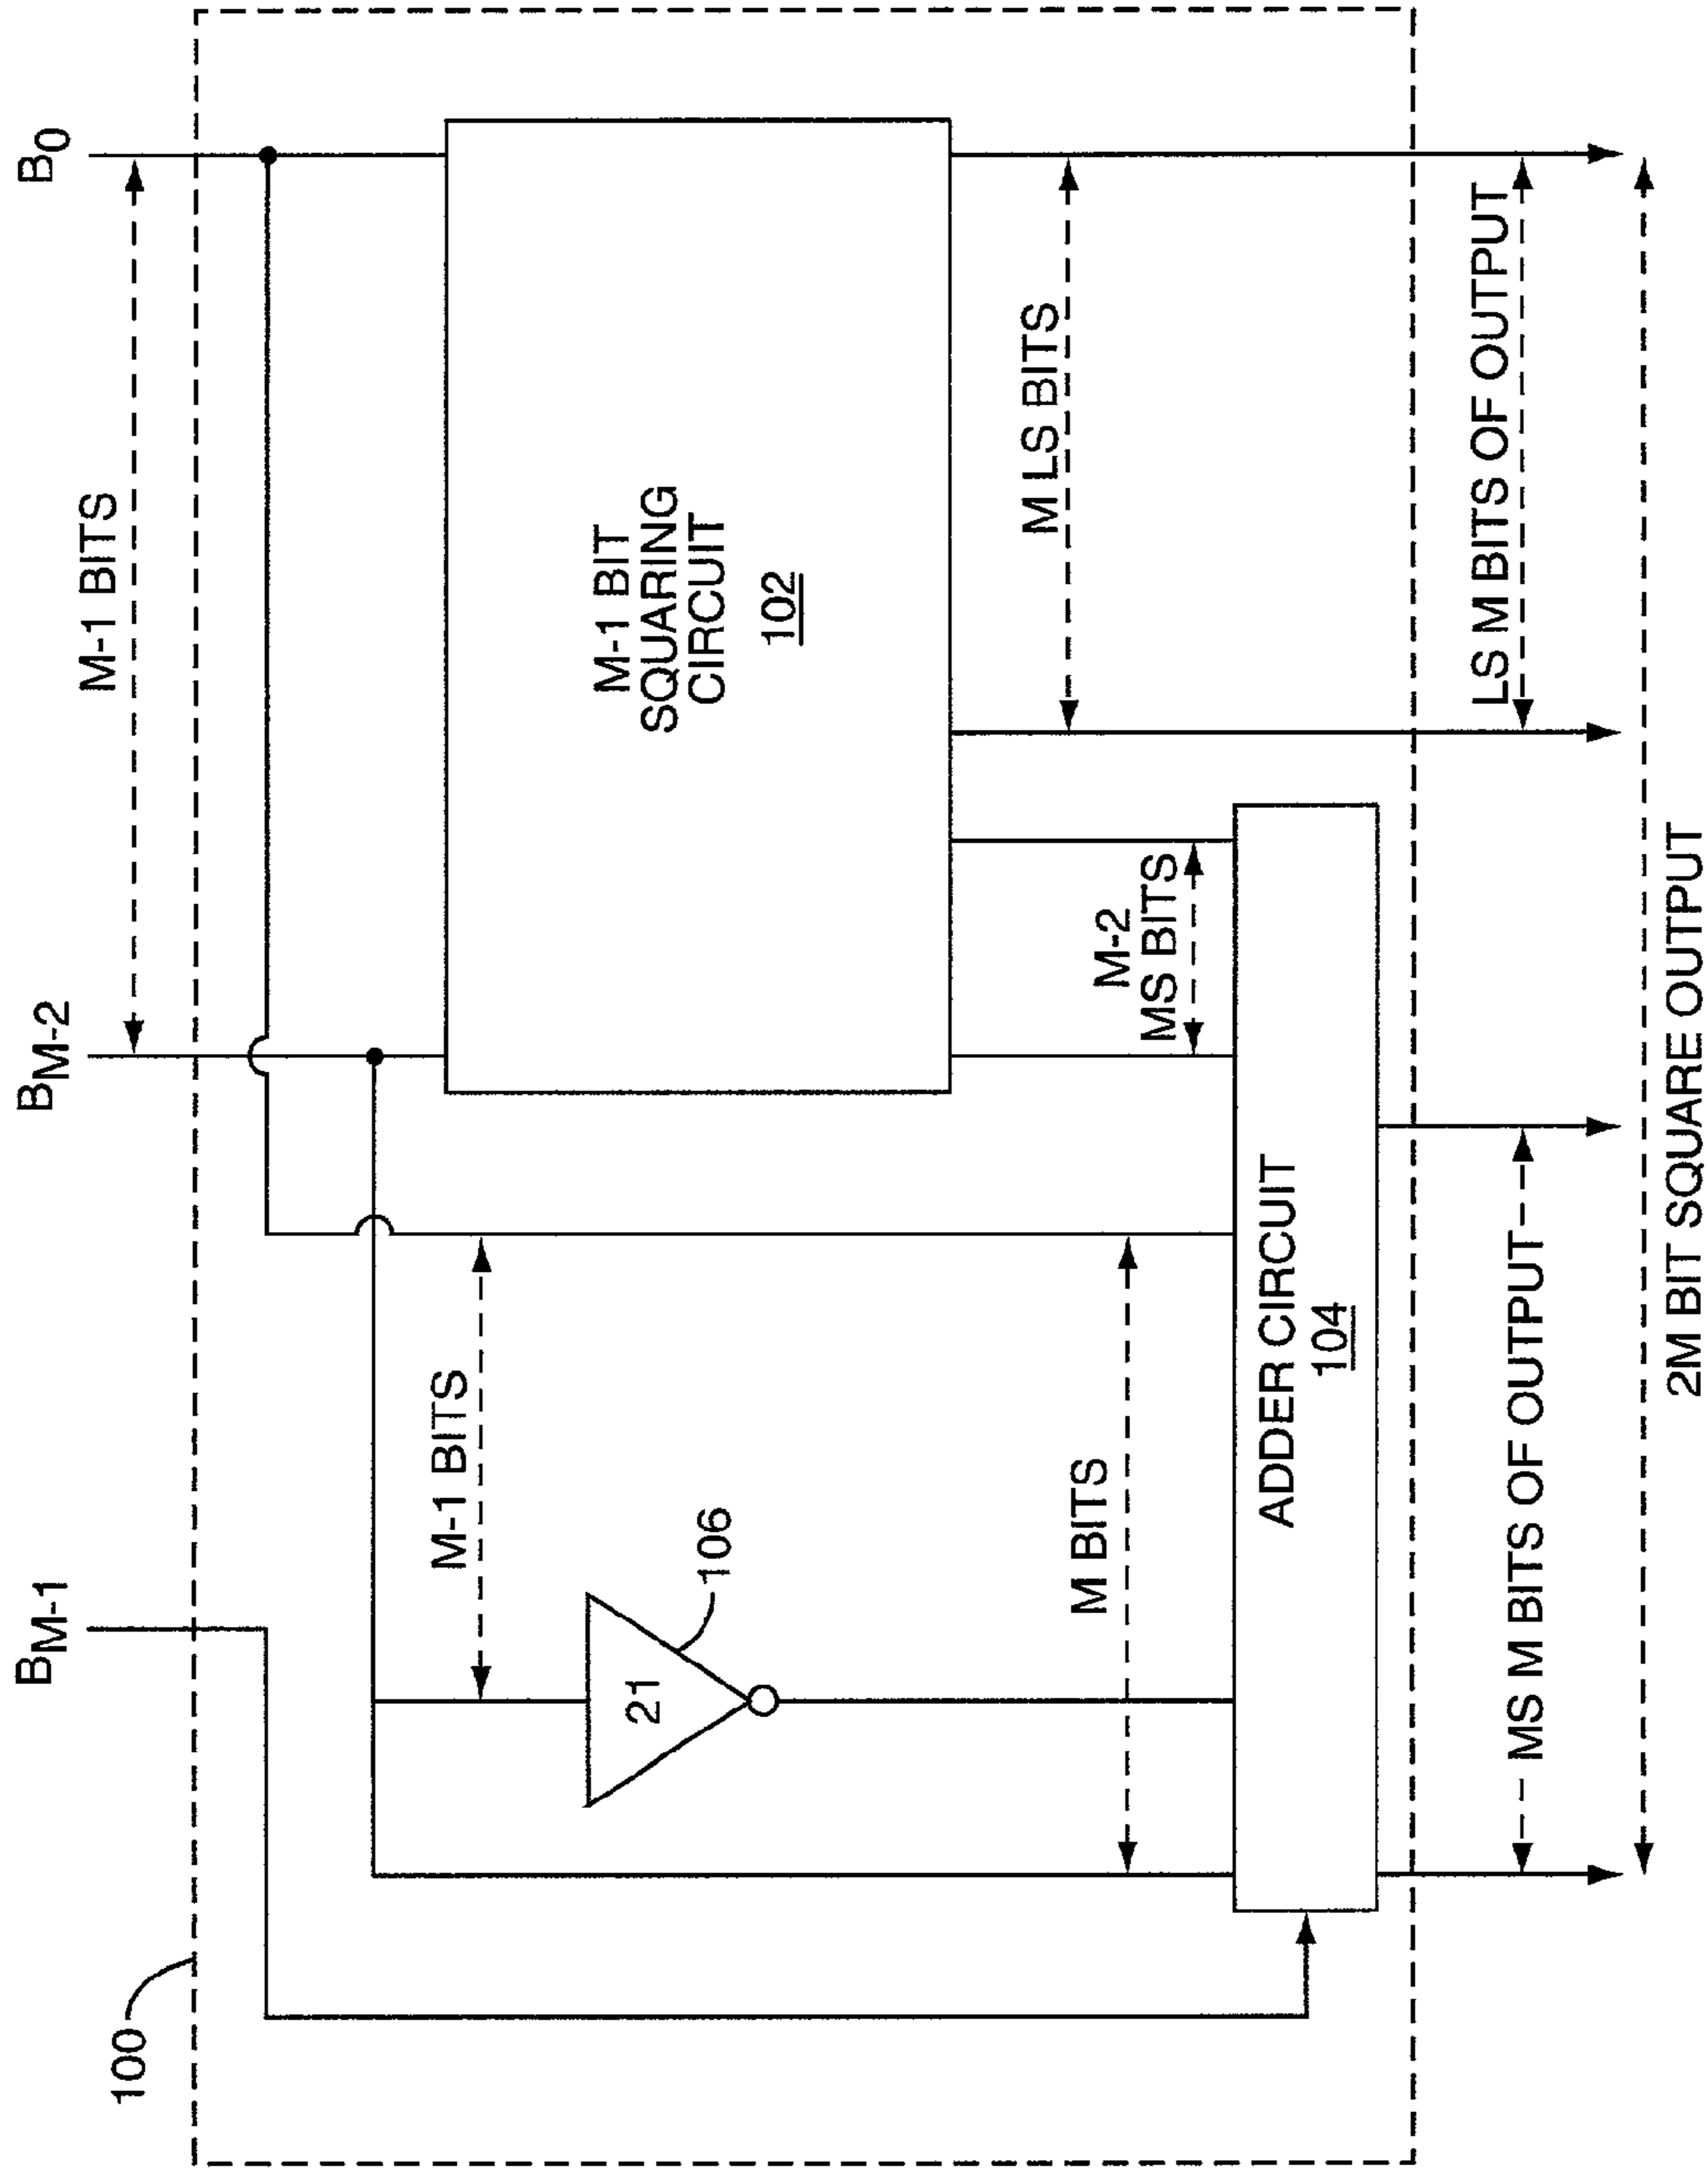 B0
BM-2
BM-1
M-1 BITS
100
M-1 BIT
SQUARING
CIRCUIT
102
M-1 BITS
21
106
M LS BITS
M-2
MS BITS
M BITS
ADDER CIRCUIT
104
LS M BITS OF OUTPUT
MS M BITS OF OUTPUT
2M BIT SQUARE OUTPUT